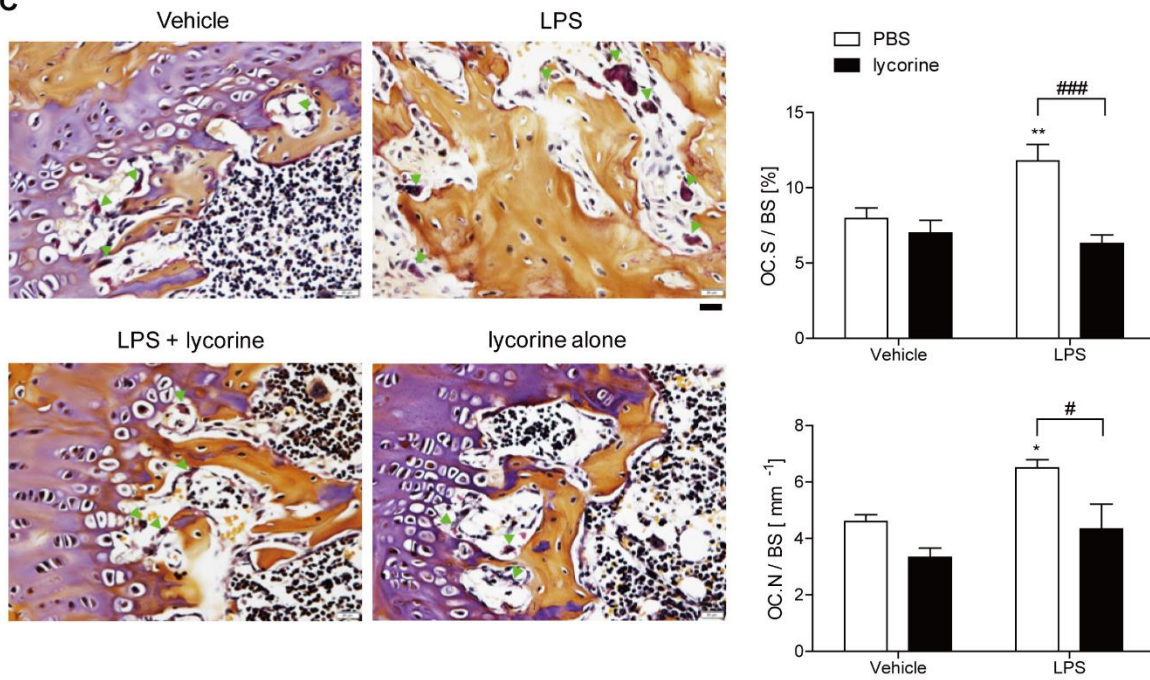 C
Vehicle
LPS
LPS + lycorine
lycorine alone
PBS
lycorine
###
**
15
10
5
0
OC.S / BS [%]
Vehicle
LPS
#
*
8
6
4
2
0
OC.N / BS [ mm⁻¹]
Vehicle
LPS